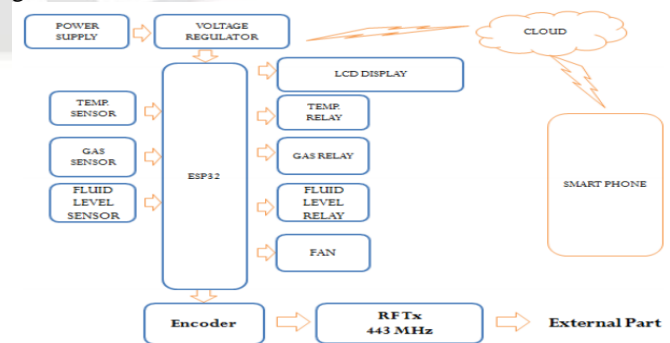 POWER
SUPPLY
VOLTAGE
REGULATOR
CLOUD
LCD DISPLAY
TEMP.
SENSOR
TEMP.
RELAY
GAS
SENSOR
ESP32
GAS RELAY
SMART PHONE
FLUID
LEVEL
SENSOR
FLUID
LEVEL
RELAY
FAN
Encoder
RF Tx
443 MHz
External Part